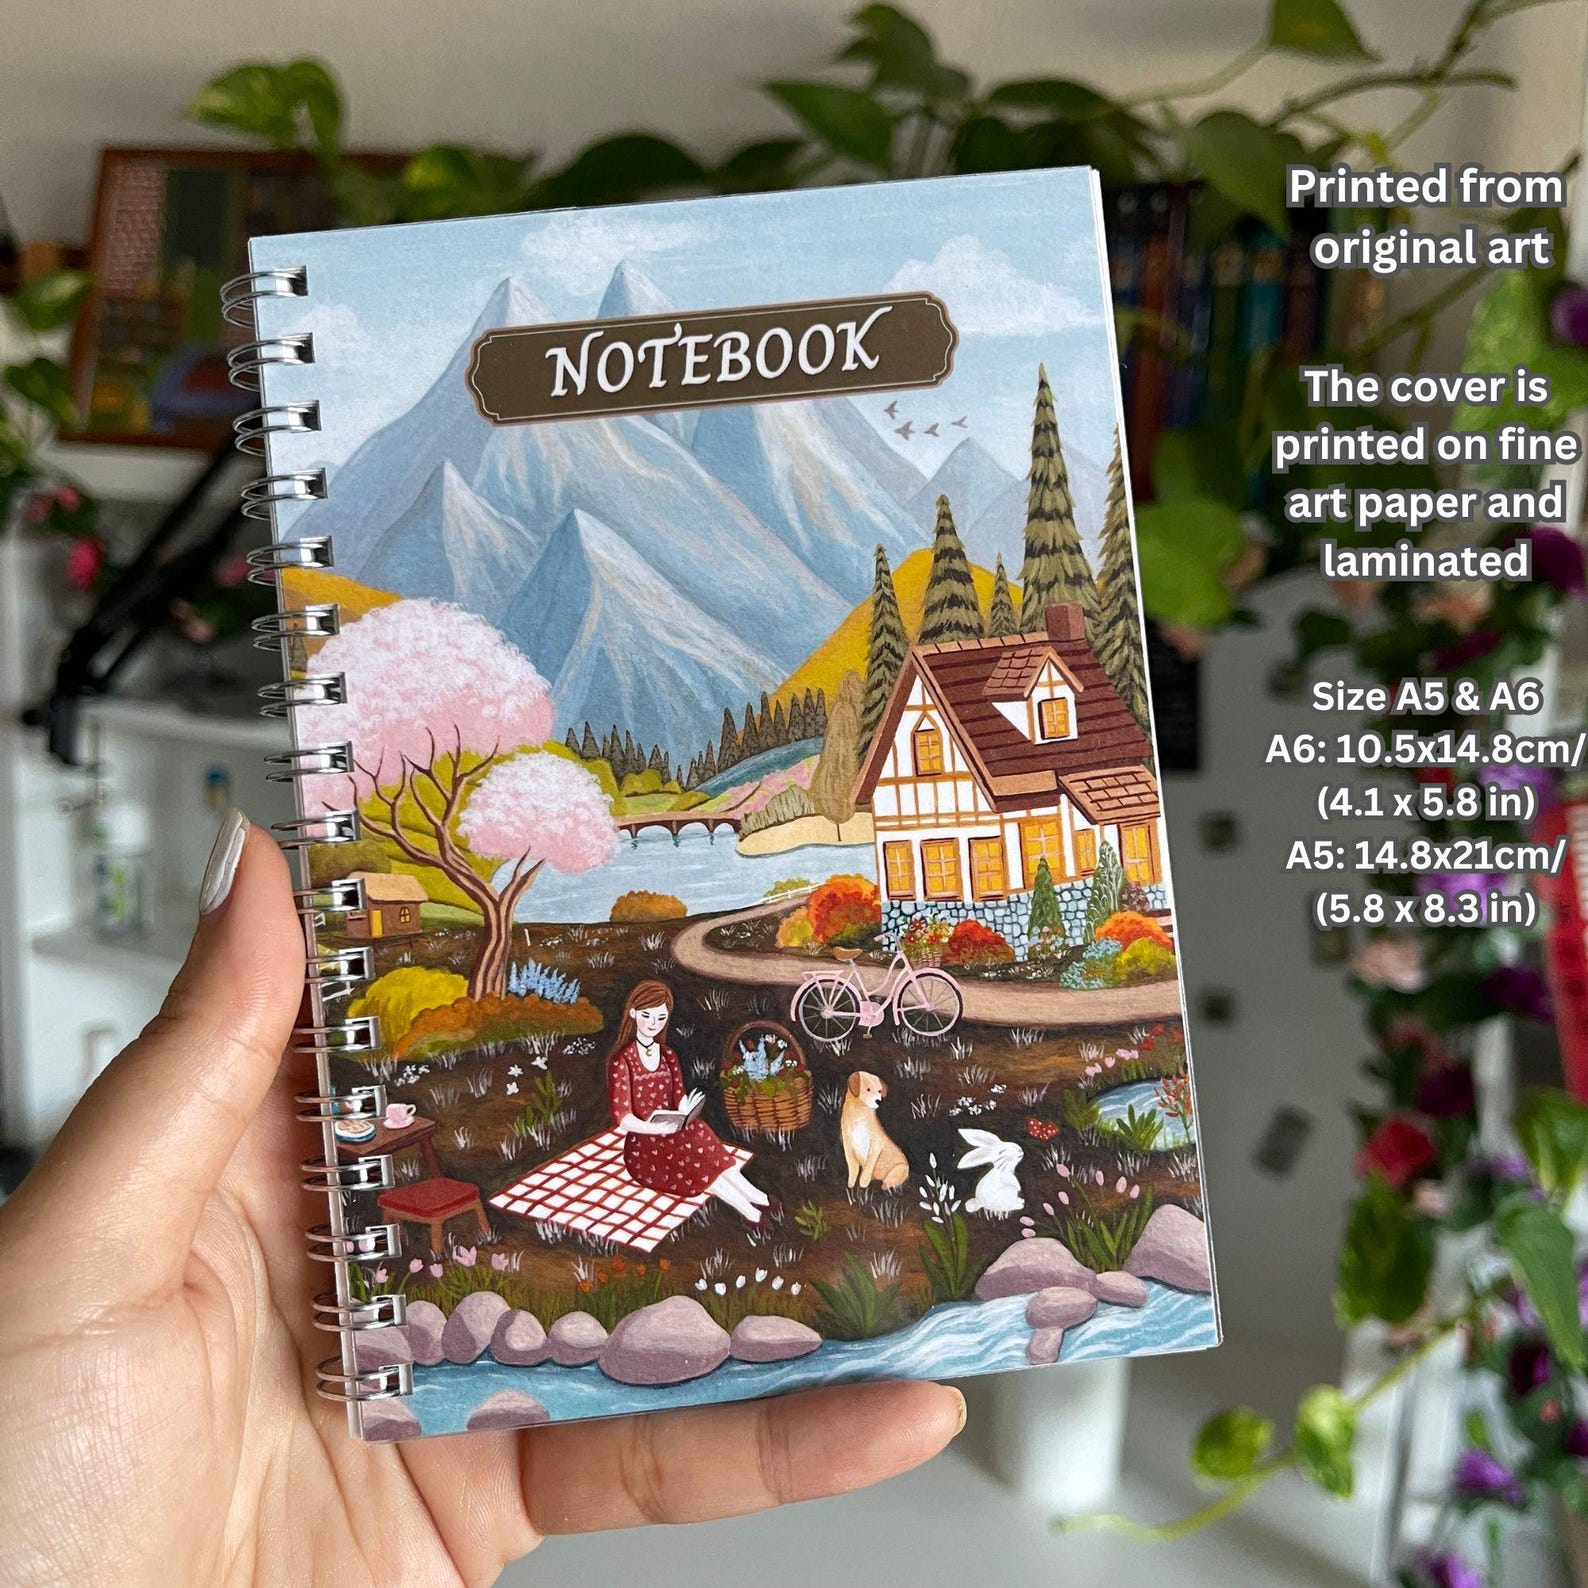 NOTEBOOK
Printed from
original art
The cover is
printed on fine
art paper and
laminated
Size A5 & A6
A6: 10.5x14.8cm/
(4.1 x 5.8 in)
A5: 14.8x21cm/
(5.8 x 8.3 in)